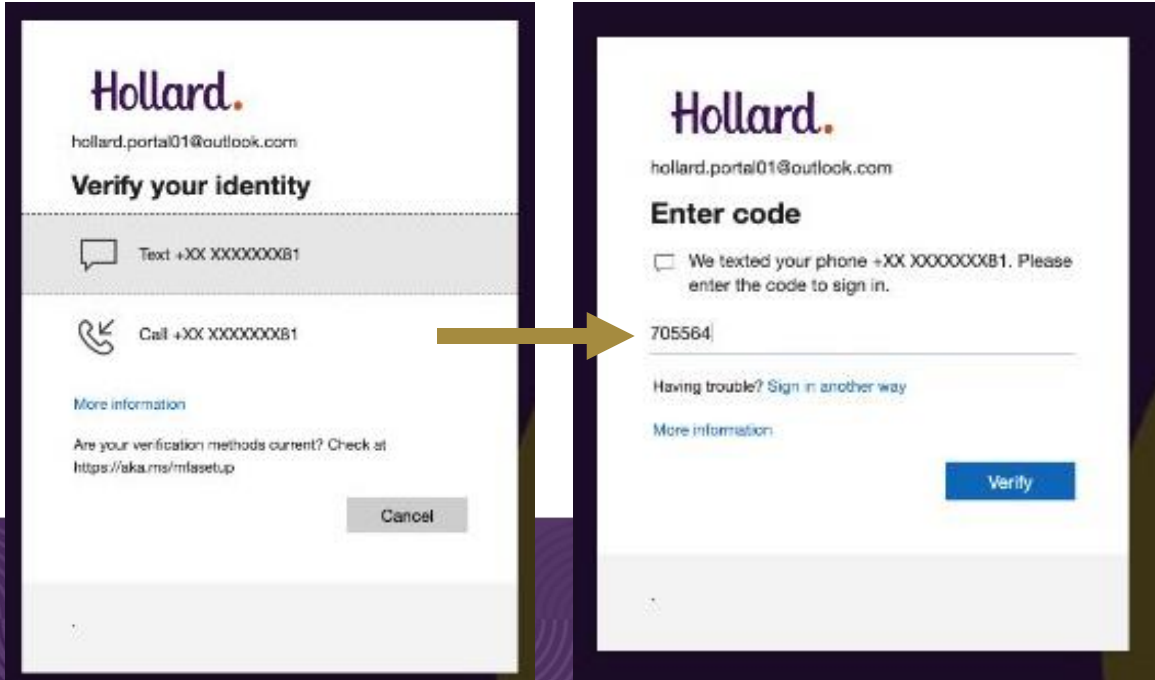 Hollard.
hollard.portal01@outlook.com
Verify your identity
Text +XX XXXXXXX81
Call +XX XXXXXXX81
More information
Are your verification methods current? Check at
https://aka.ms/mfasetup
Cancel
.
Hollard.
hollard.portal01@outlook.com
Enter code
We texted your phone +XX XXXXXXX81. Please
enter the code to sign in.
705564
Having trouble? Sign in another way
More information
Verify
.